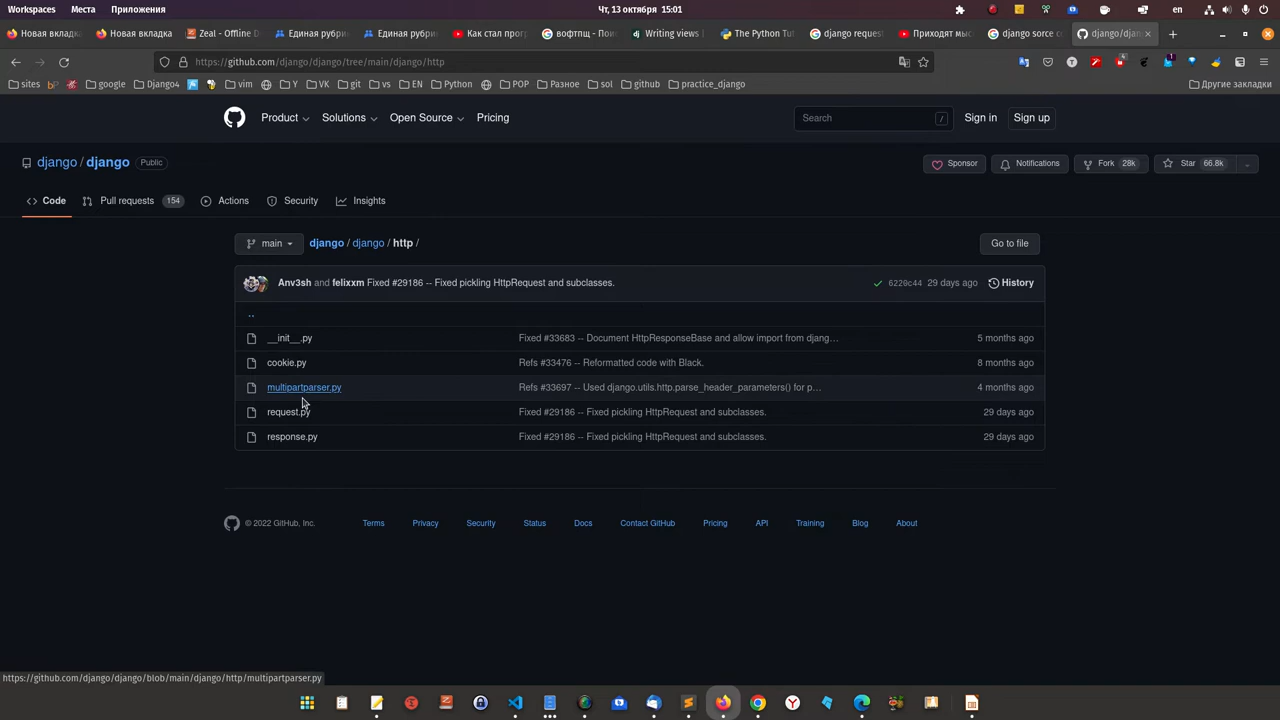 Workspaces Места Приложения Чт, 13 октября 15:01 en
Новая вкладка Новая вкладка Zeal - Offline D Единая рубри Единая рубри Как стал прог вофтпщ - Пои Writing views The Python Tut django request Приходят мыс django sorce c django/djan
https://github.com/django/django/tree/main/django/http
sites google Django4 vim Y VK git vs EN Python POP Разное sol github practice_django Другие закладки
Product Solutions Open Source Pricing Search / Sign in Sign up
django / django Public Sponsor Notifications Fork 28k Star 66.8k
Code Pull requests 154 Actions Security Insights
main django / django / http / Go to file
Anv3sh and felixxm Fixed #29186 -- Fixed pickling HttpRequest and subclasses. 6220c44 29 days ago History
..
__init__.py Fixed #33683 -- Document HttpResponseBase and allow import from djang… 5 months ago
cookie.py Refs #33476 -- Reformatted code with Black. 8 months ago
multipartparser.py Refs #33697 -- Used django.utils.http.parse_header_parameters() for p… 4 months ago
request.py Fixed #29186 -- Fixed pickling HttpRequest and subclasses. 29 days ago
response.py Fixed #29186 -- Fixed pickling HttpRequest and subclasses. 29 days ago
© 2022 GitHub, Inc. Terms Privacy Security Status Docs Contact GitHub Pricing API Training Blog About
https://github.com/django/django/blob/main/django/http/multipartparser.py